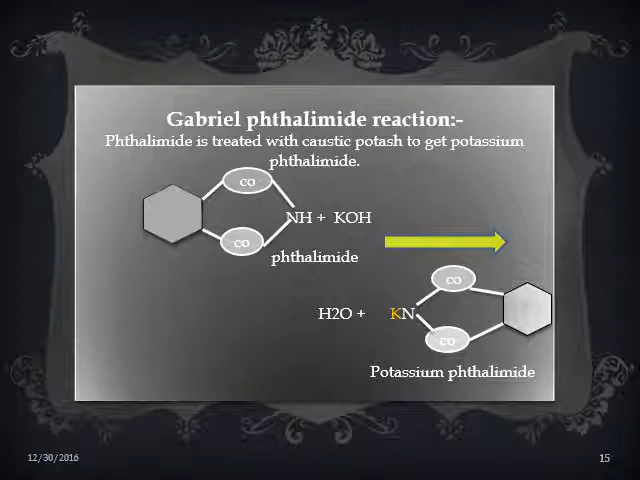 Gabriel phthalimide reaction:-
Phthalimide is treated with caustic potash to get potassium
phthalimide.
CO
NH + KOH
CO
phthalimide
CO
H2O + KN
CO
Potassium phthalimide
12/30/2016
15